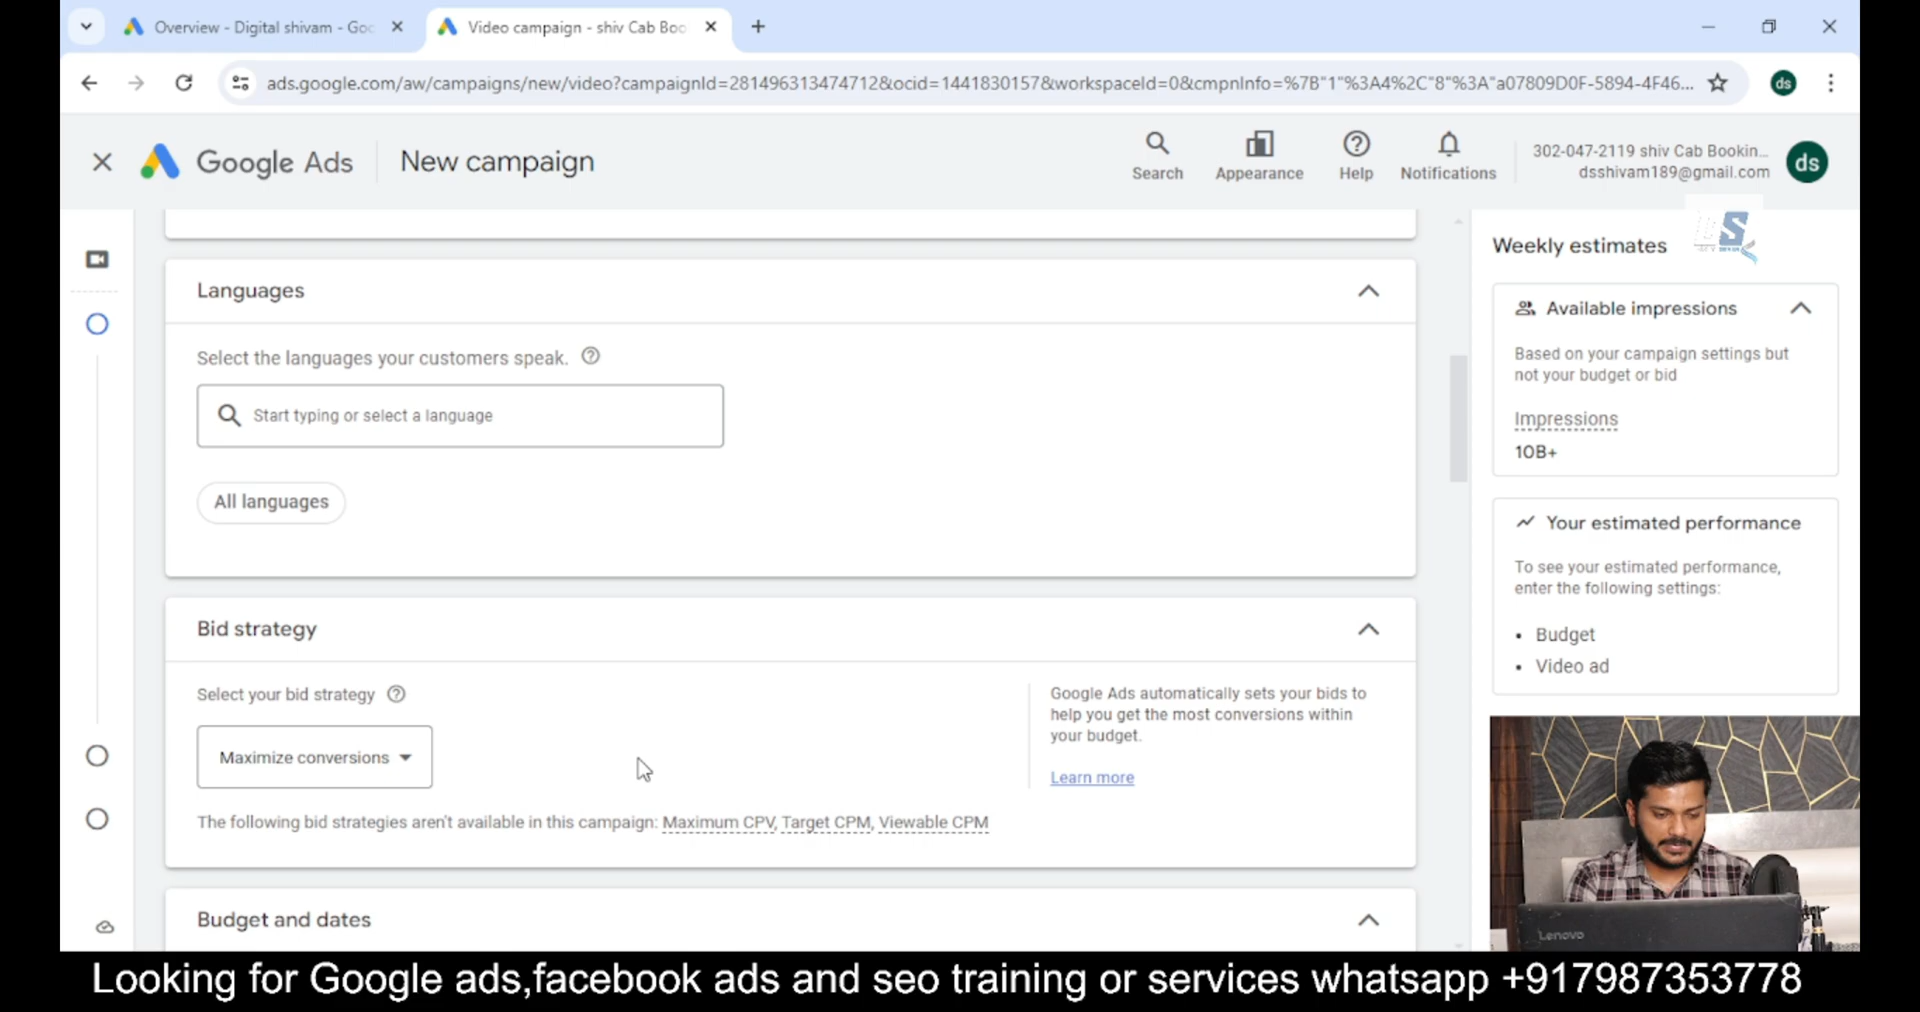 Overview - Digital shivam - Goo
Video campaign - shiv Cab Boo
ads.google.com/aw/campaigns/new/video?campaignId=281496313474712&ocid=1441830157&workspaceId=0&cmpnInfo=%7B"1"%3A4%2C"8"%3A"a07809D0F-5894-4F46...
ds
Google Ads
New campaign
Search
Appearance
Help
Notifications
302-047-2119 shiv Cab Bookin...
dsshivam189@gmail.com
ds
Languages
Select the languages your customers speak.
Start typing or select a language
All languages
Bid strategy
Select your bid strategy
Maximize conversions
The following bid strategies aren't available in this campaign: Maximum CPV, Target CPM, Viewable CPM
Google Ads automatically sets your bids to
help you get the most conversions within
your budget.
Learn more
Budget and dates
Weekly estimates
DS
Available impressions
Based on your campaign settings but
not your budget or bid
Impressions
10B+
Your estimated performance
To see your estimated performance,
enter the following settings:
• Budget
• Video ad
Lenovo
Looking for Google ads,facebook ads and seo training or services whatsapp +917987353778